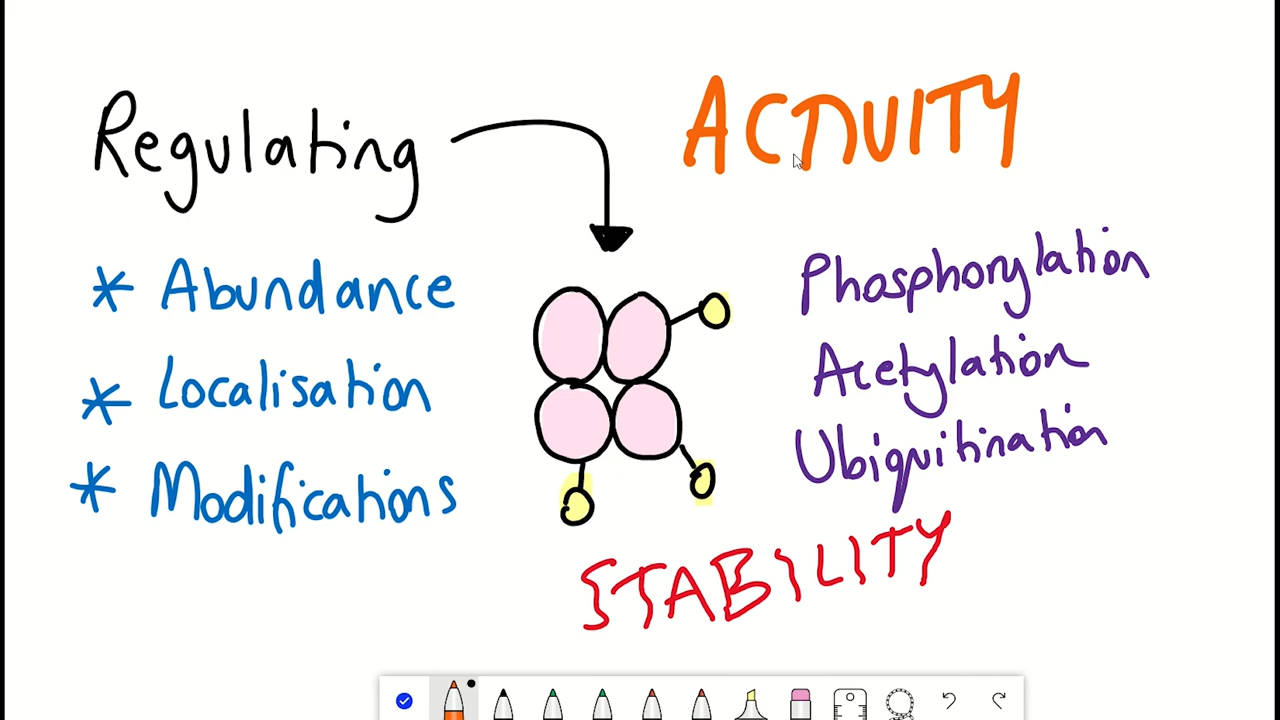 Regulating
ACTIVITY
* Abundance
* Localisation
* Modifications
Phosphorylation
Acetylation
Ubiquitination
STABILITY